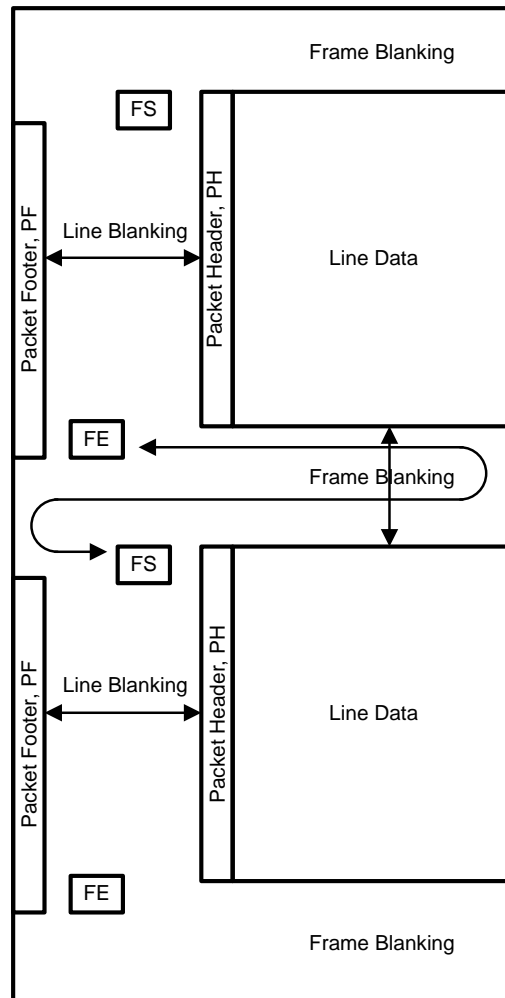 Frame Blanking
FS
Packet Footer, PF
Line Blanking
Packet Header, PH
Line Data
FE
Frame Blanking
FS
Packet Footer, PF
Line Blanking
Packet Header, PH
Line Data
FE
Frame Blanking